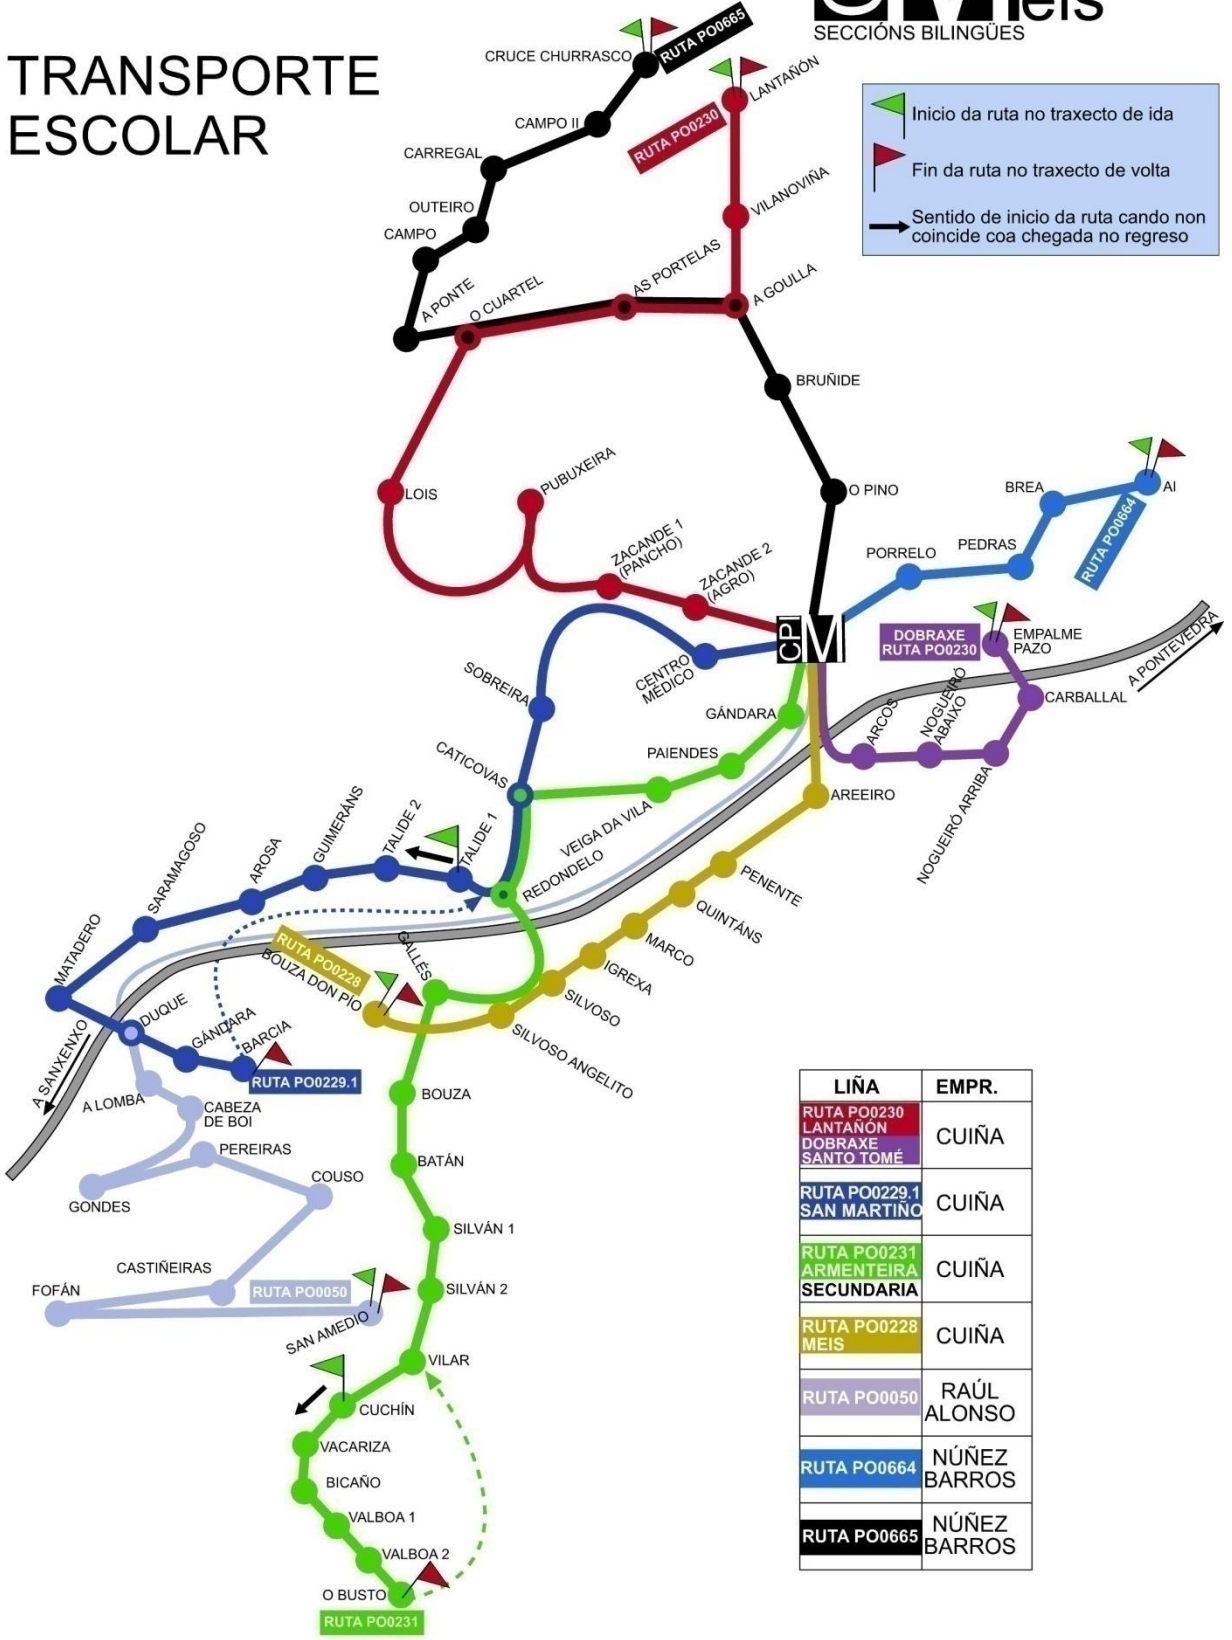 eis
SECCIÓNS BILINGÜES
TRANSPORTE
ESCOLAR
Inicio da ruta no traxecto de ida
Fin da ruta no traxecto de volta
Sentido de inicio da ruta cando non
coincide coa chegada no regreso
CRUCE CHURRASCO
RUTA PO0665
LANTAÑÓN
RUTA PO0230
CAMPO II
CARREGAL
OUTEIRO
CAMPO
A PONTE
O CUARTEL
AS PORTELAS
VILANOVIÑA
A GOULLA
BRUÑIDE
O PINO
LOIS
PUBUXEIRA
ZACANDE 1
(PANCHO)
ZACANDE 2
(AGRO)
BREA
AI
RUTA PO0664
PORRELO
PEDRAS
CPI
M
DOBRAXE
RUTA PO0230
EMPALME
PAZO
A PONTEVEDRA
CARBALLAL
ARCOS
NOGUEIRÓ
ABAIXO
NOGUEIRÓ ARRIBA
CENTRO
MÉDICO
SOBREIRA
GÁNDARA
PAIENDES
CATICOVAS
VEIGA DA VILA
AREEIRO
REDONDELO
TALIDE 1
TALIDE 2
GUIMERÁNS
AROSA
SARAMAGOSO
MATADERO
DUQUE
GÁNDARA
BARCIA
RUTA PO0229.1
A SANXENXO
PENENTE
QUINTÁNS
MARCO
IGREXA
SILVOSO
SILVOSO ANGELITO
RUTA PO0228
BOUZA DON PÍO
GALLÉS
A LOMBA
CABEZA
DE BOI
PEREIRAS
GONDES
COUSO
CASTIÑEIRAS
FOFÁN
RUTA PO0050
SAN AMEDIO
BOUZA
BATÁN
SILVÁN 1
SILVÁN 2
VILAR
CUCHÍN
VACARIZA
BICAÑO
VALBOA 1
VALBOA 2
O BUSTO
RUTA PO0231
LIÑA EMPR.
RUTA PO0230
LANTAÑÓN
DOBRAXE
SANTO TOMÉ
CUIÑA
RUTA PO0229.1
SAN MARTIÑO
CUIÑA
RUTA PO0231
ARMENTEIRA
SECUNDARIA
CUIÑA
RUTA PO0228
MEIS
CUIÑA
RUTA PO0050
RAÚL
ALONSO
RUTA PO0664
NÚÑEZ
BARROS
RUTA PO0665
NÚÑEZ
BARROS